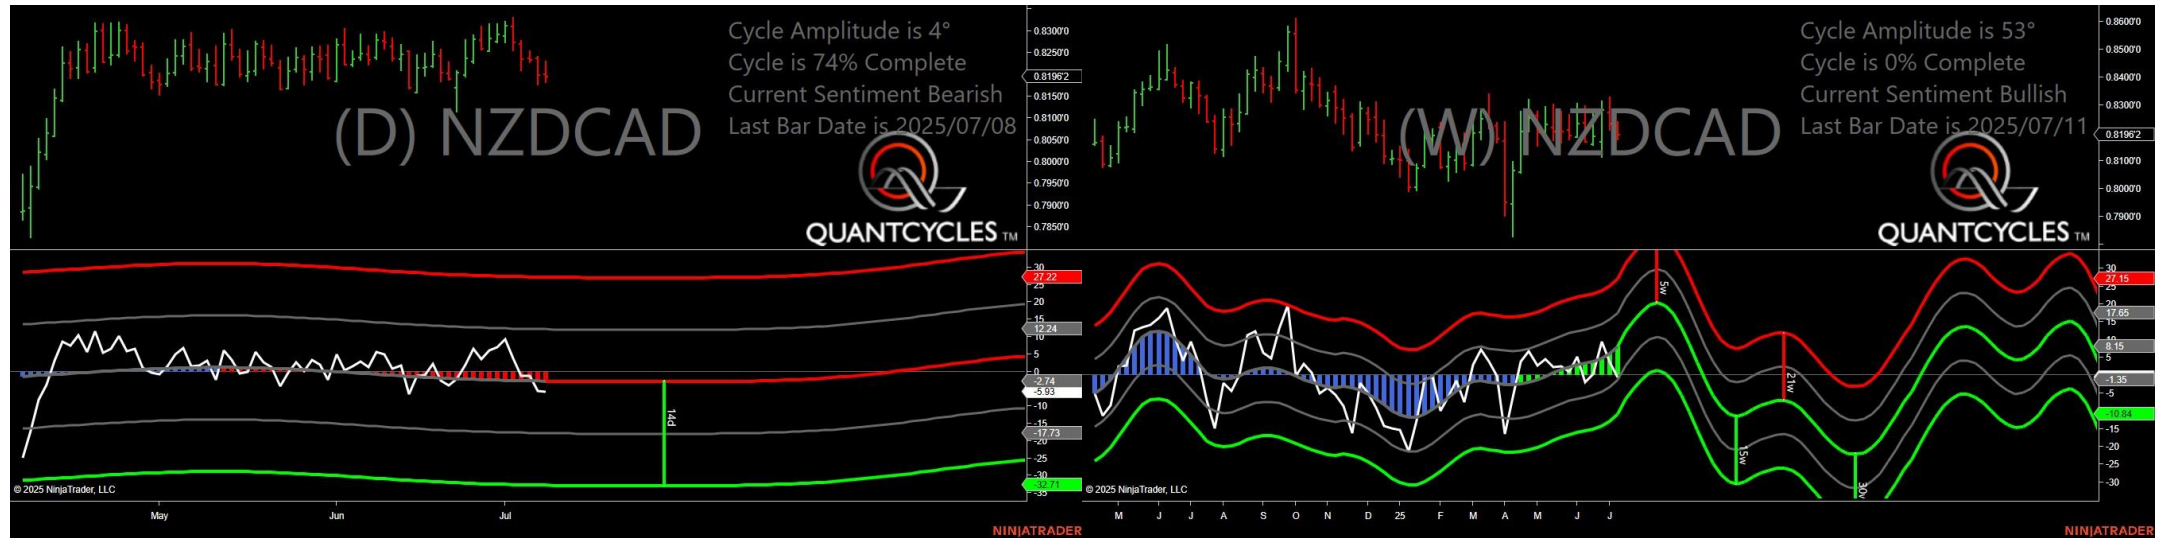 Cycle Amplitude is 4°
Cycle is 74% Complete
Current Sentiment Bearish
Last Bar Date is 2025/07/08
(D) NZDCAD
QUANTCYCLES TM
0.8300'0
0.8250'0
0.8196'2
0.8150'0
0.8100'0
0.8050'0
0.8000'0
0.7950'0
0.7900'0
0.7850'0
30
27.22
25
20
15
12.24
10
5
0
-2.74
-5.93
-10
-15
-17.73
-20
-25
-30
-32.71
-35
14d
© 2025 NinjaTrader, LLC
May
Jun
Jul
NINJATRADER
Cycle Amplitude is 53°
Cycle is 0% Complete
Current Sentiment Bullish
Last Bar Date is 2025/07/11
(W) NZDCAD
QUANTCYCLES TM
0.8600'0
0.8500'0
0.8400'0
0.8300'0
0.8196'2
0.8100'0
0.8000'0
0.7900'0
30
27.15
25
20
17.65
15
8.15
5
-1.35
-10.84
-15
-20
-25
-30
5w
15w
21w
© 2025 NinjaTrader, LLC
M
J
J
A
S
O
N
D
25
F
M
A
M
J
J
NINJATRADER